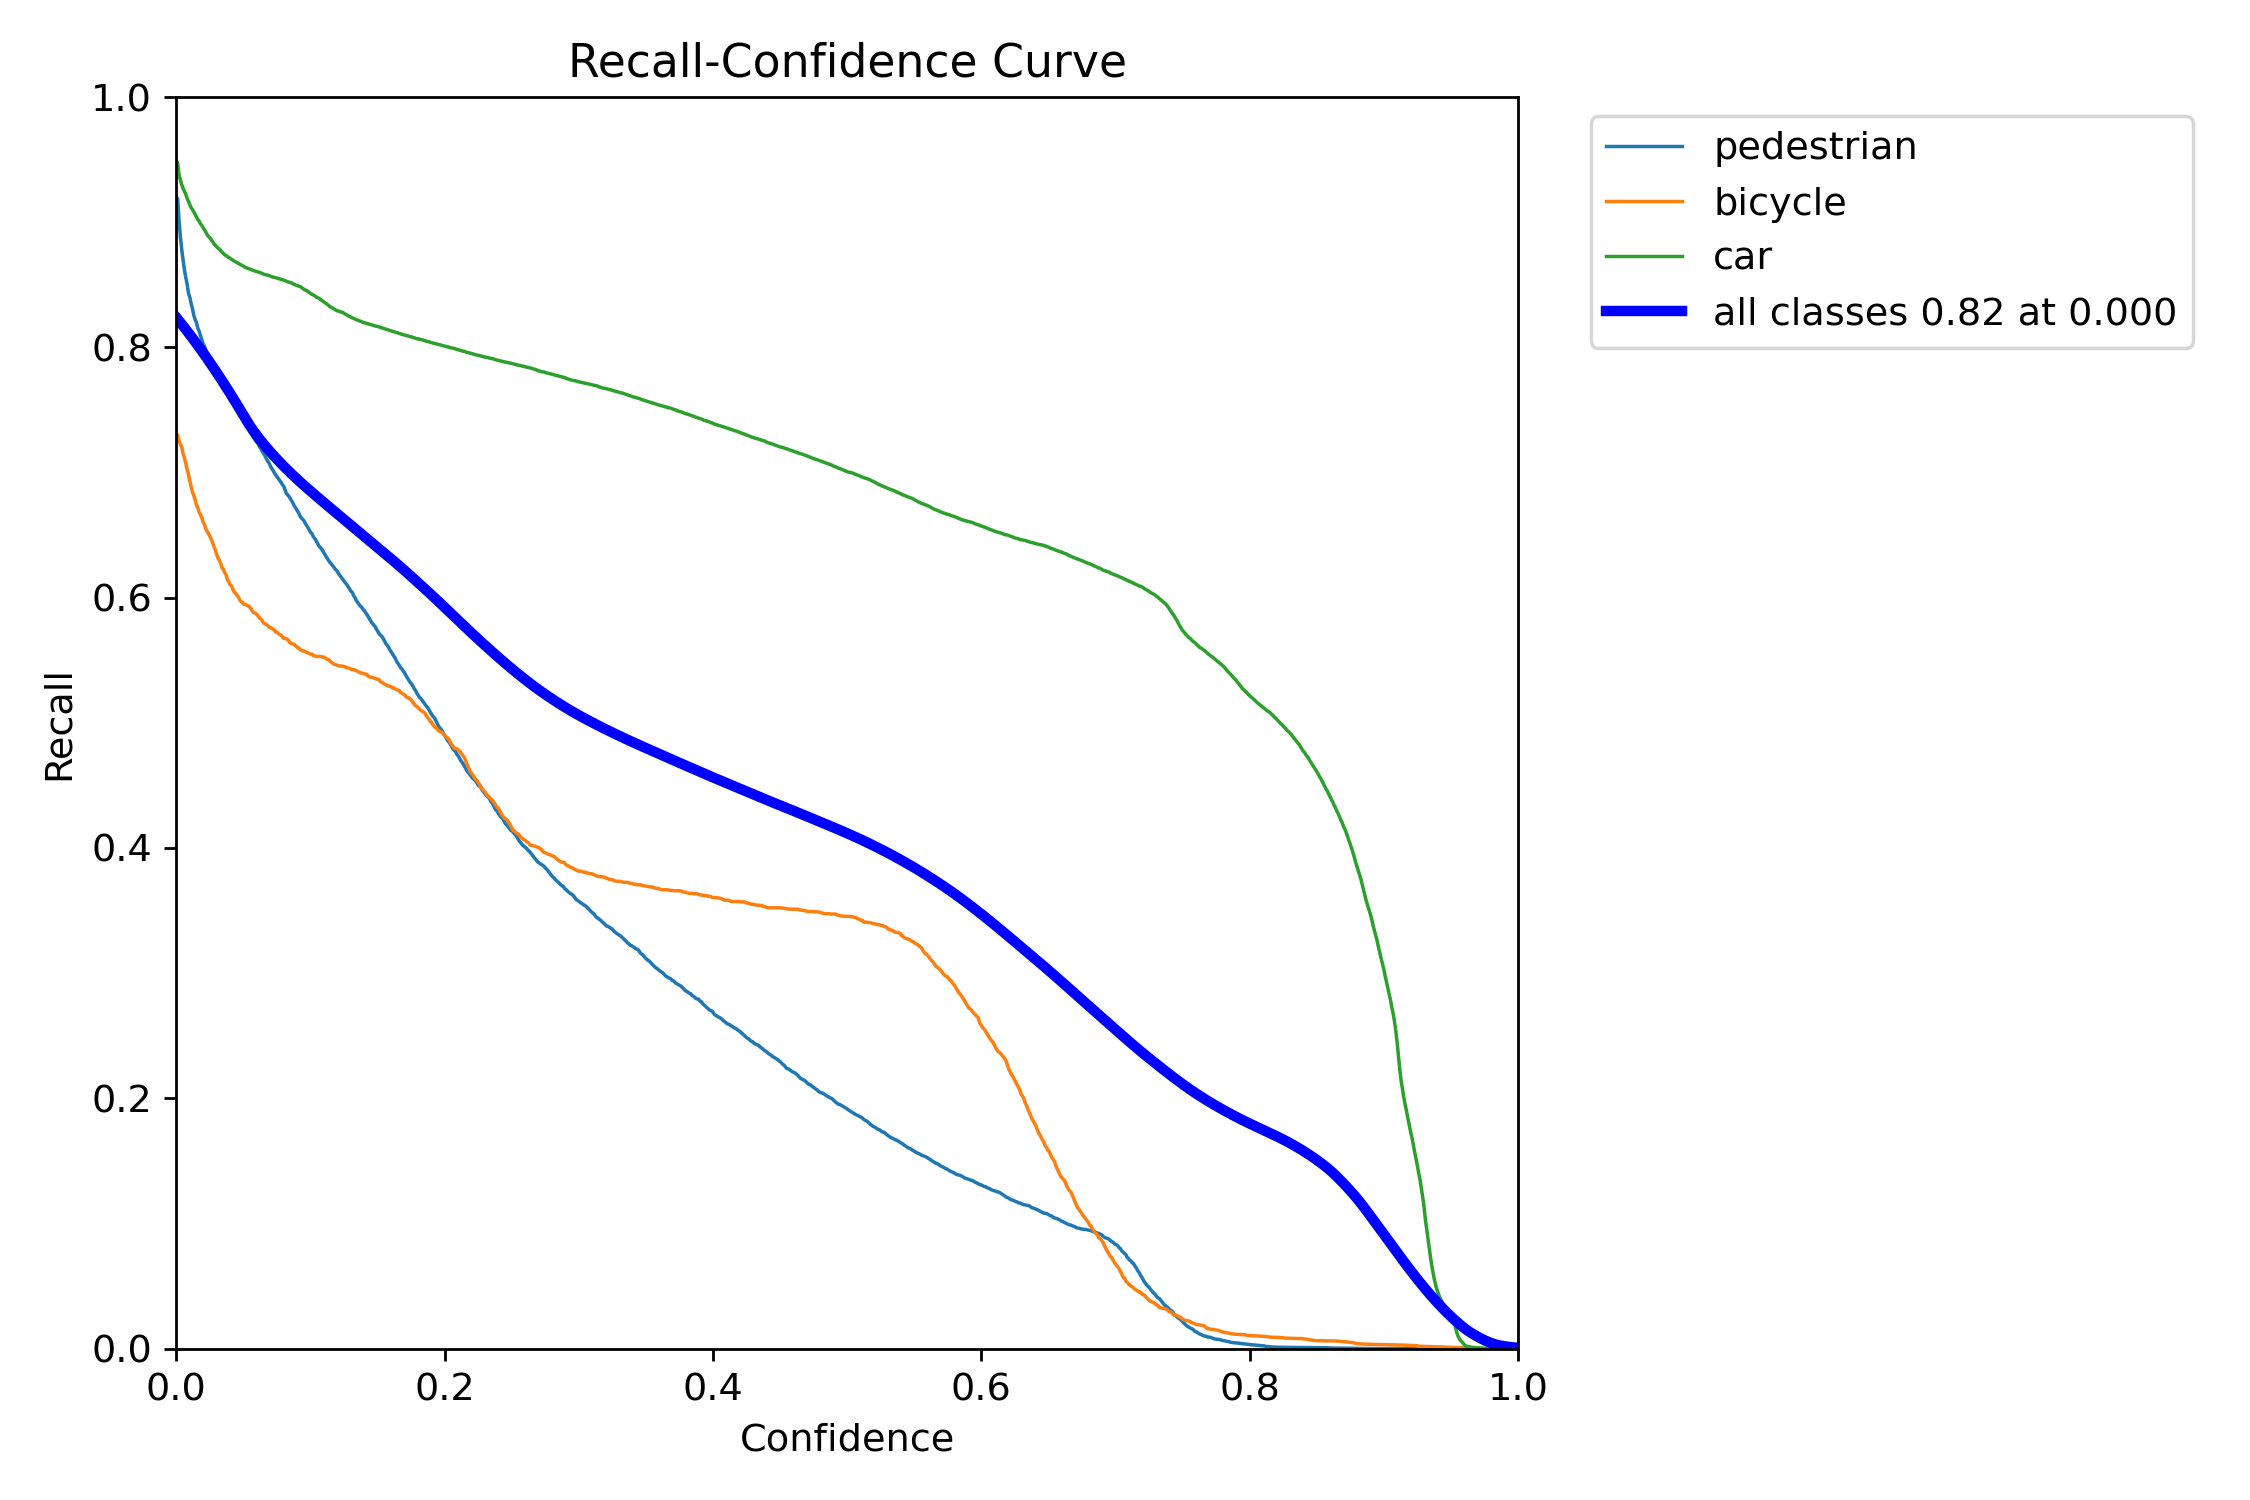 Recall-Confidence Curve
1.0
0.8
0.6
0.4
0.2
0.0
Recall
0.0 0.2 0.4 0.6 0.8 1.0
Confidence
pedestrian
bicycle
car
all classes 0.82 at 0.000